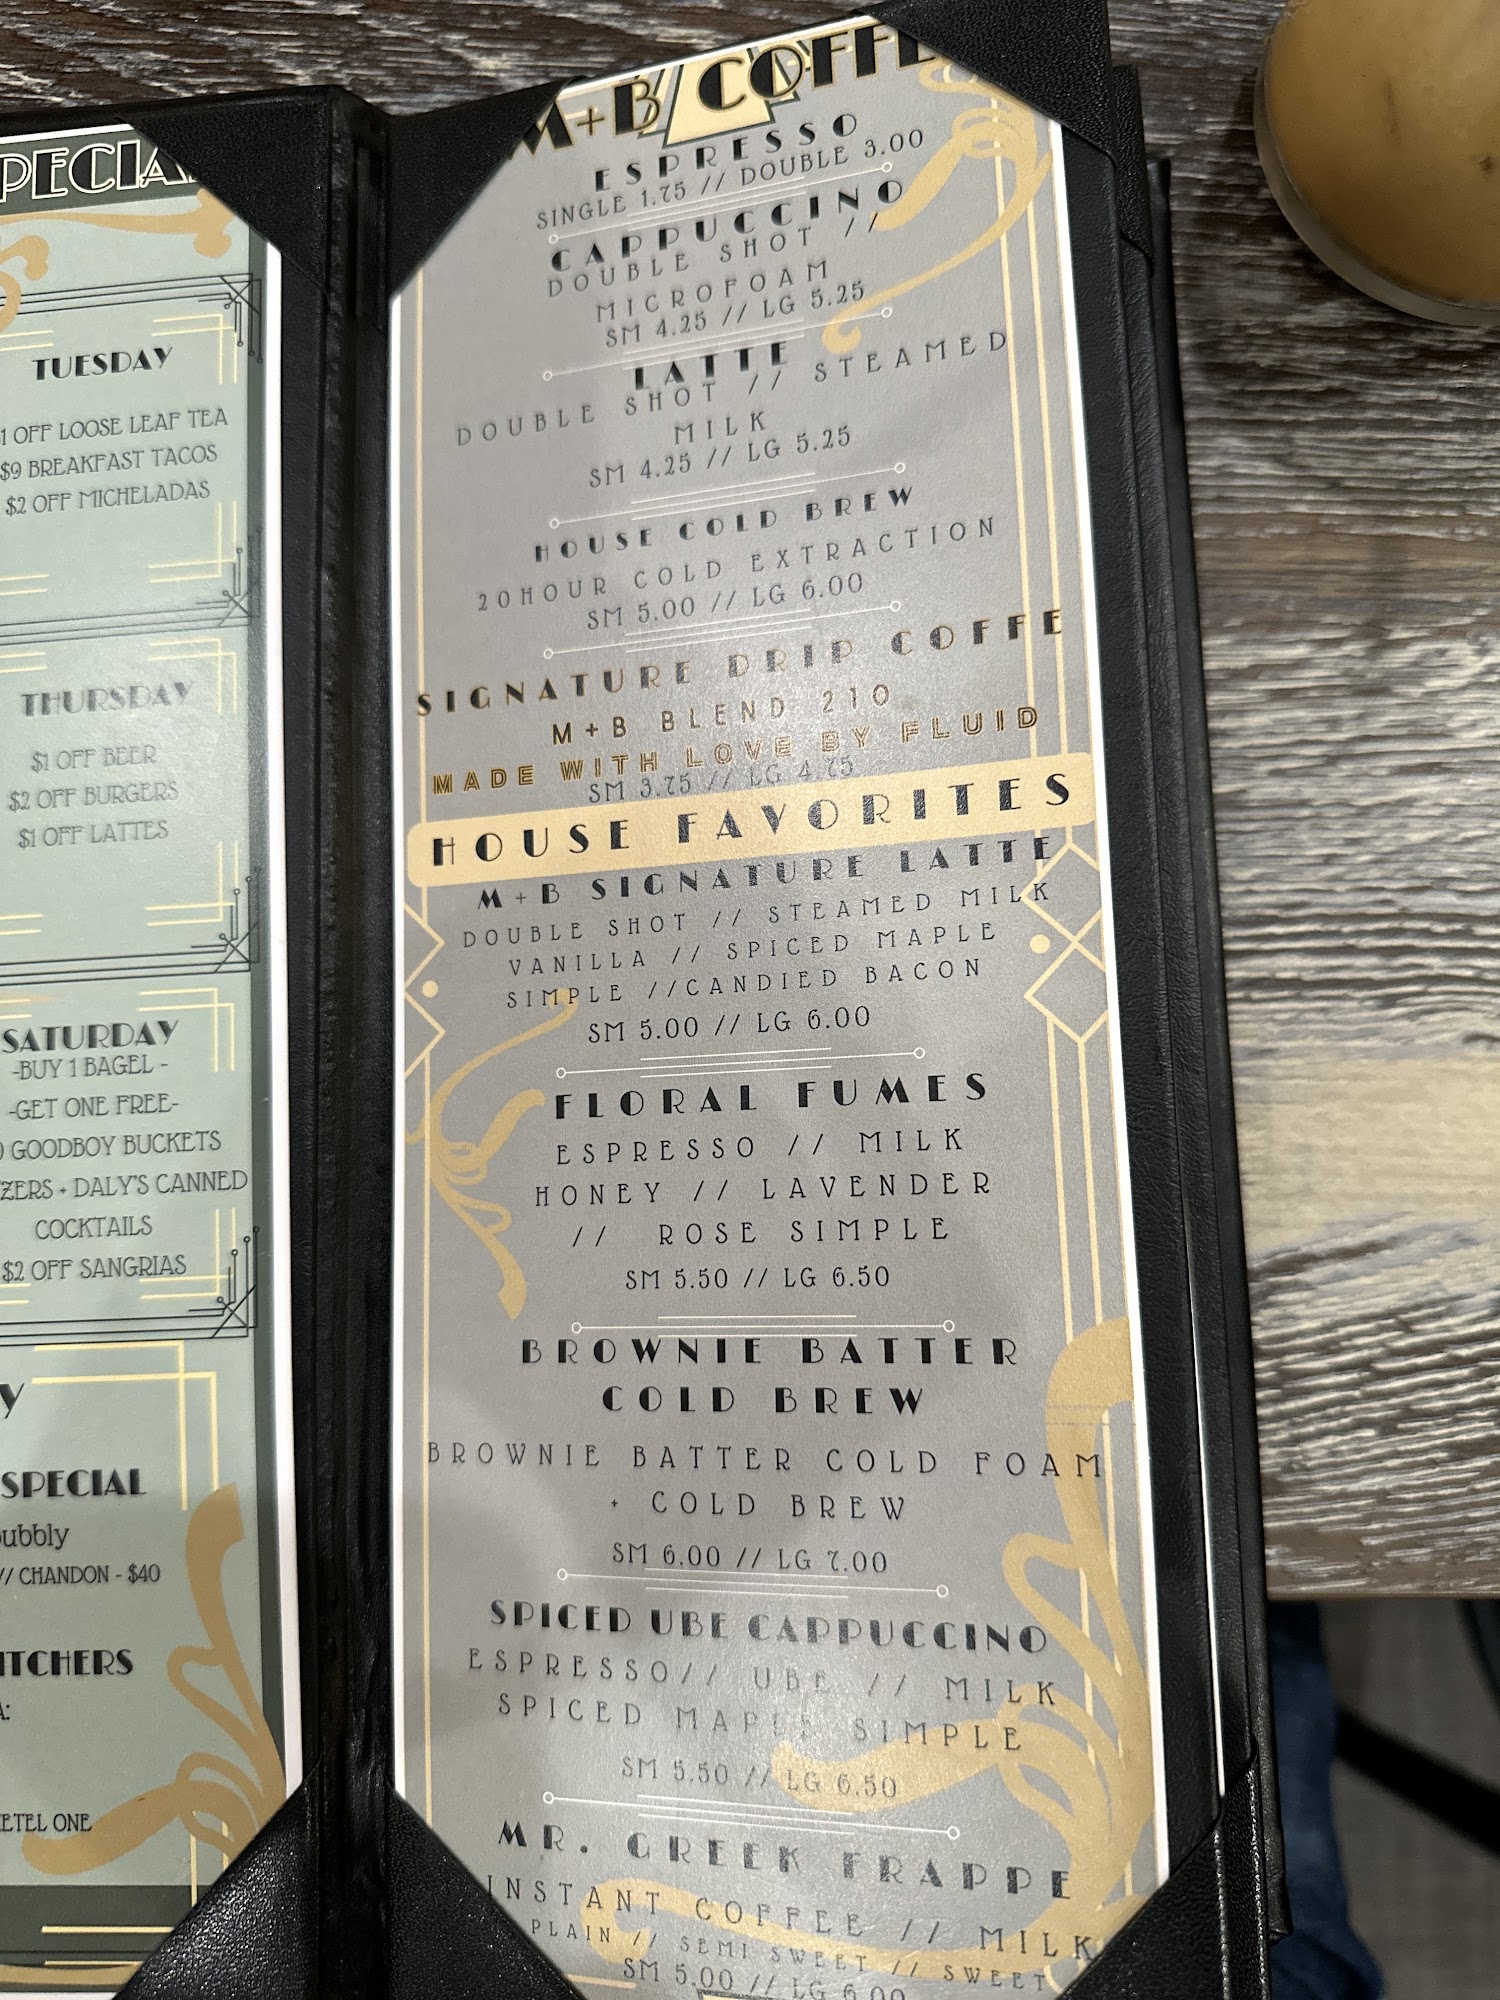 TUESDAY
1 OFF LOOSE LEAF TEA
$9 BREAKFAST TACOS
$2 OFF MICHELADAS
THURSDAY
$1 OFF BEER
$2 OFF BURGERS
$1 OFF LATTES
SATURDAY
-BUY 1 BAGEL -
-GET ONE FREE-
GOODBOY BUCKETS
ZERS + DALY'S CANNED
COCKTAILS
$2 OFF SANGRIAS
Y
SPECIAL
ubbly
// CHANDON - $40
ITCHERS
A:
ETEL ONE
M+B COFFE
ESPRESSO
SINGLE 1.75 // DOUBLE 3.00
CAPPUCCINO
DOUBLE SHOT //
MICROFOAM
SM 4.25 // LG 5.25
LATTE
DOUBLE SHOT // STEAMED
MILK
SM 4.25 // LG 5.25
HOUSE COLD BREW
20HOUR COLD EXTRACTION
SM 5.00 // LG 6.00
SIGNATURE DRIP COFFE
M+B BLEND 210
MADE WITH LOVE BY FLUID
SM 3.75 // LG 4.75
HOUSE FAVORITES
M+B SIGNATURE LATTE
DOUBLE SHOT // STEAMED MILK
VANILLA // SPICED MAPLE
SIMPLE //CANDIED BACON
SM 5.00 // LG 6.00
FLORAL FUMES
ESPRESSO // MILK
HONEY // LAVENDER
// ROSE SIMPLE
SM 5.50 // LG 6.50
BROWNIE BATTER
COLD BREW
BROWNIE BATTER COLD FOAM
+ COLD BREW
SM 6.00 // LG 7.00
SPICED UBE CAPPUCCINO
ESPRESSO// UBE // MILK
SPICED MAPLE SIMPLE
SM 5.50 // LG 6.50
MR. GREEK FRAPPE
INSTANT COFFEE // MILK
PLAIN // SEMI SWEET // SWEET
SM 5.00 // LG 6.00